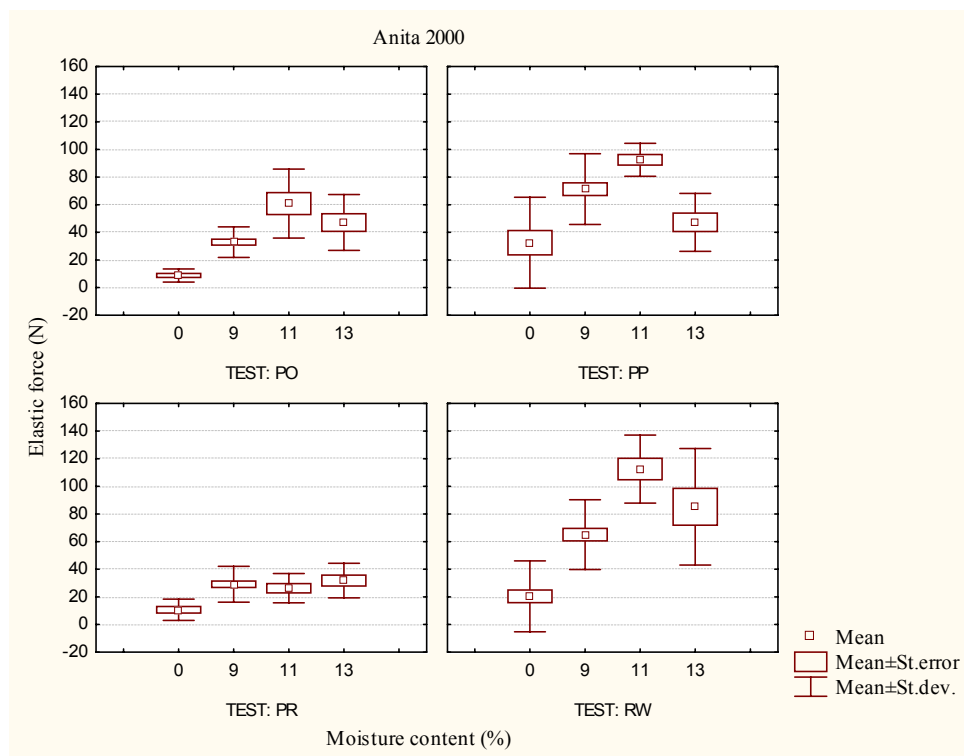 Anita 2000
Elastic force (N)
160
140
120
100
80
60
40
20
0
-20
0 9 11 13
TEST: PO
0 9 11 13
TEST: PP
160
140
120
100
80
60
40
20
0
-20
0 9 11 13
TEST: PR
0 9 11 13
TEST: RW
Moisture content (%)
Mean
Mean±St.error
Mean±St.dev.